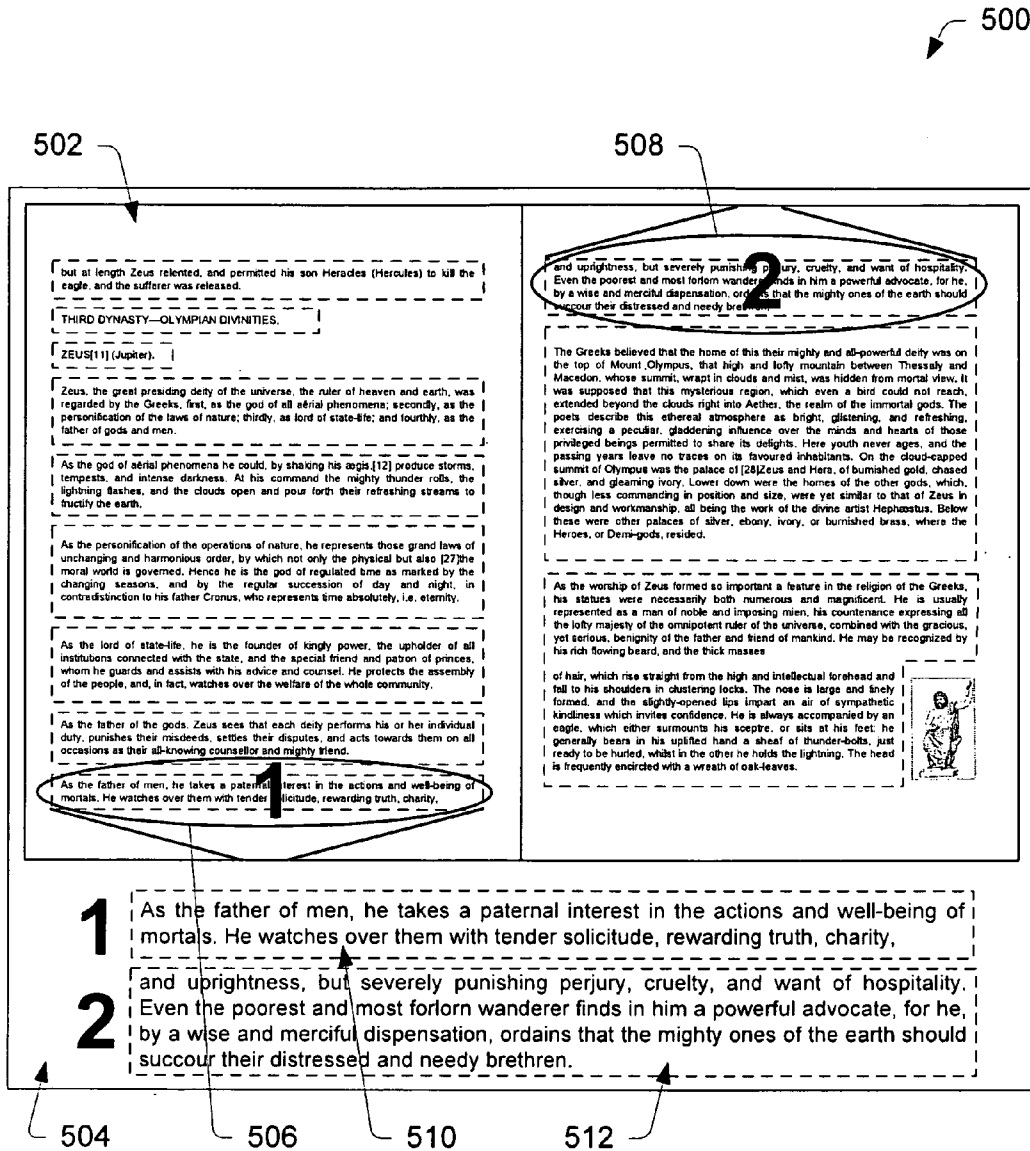 500
502
508
but at length Zeus relented, and permitted his son Heracles (Hercules) to kill the
eagle, and the sufferer was released.
THIRD DYNASTY—OLYMPIAN DIVINITIES.
ZEUS[11] (Jupiter).
Zeus, the great presiding deity of the universe, the ruler of heaven and earth, was
regarded by the Greeks, first, as the god of all aërial phenomena; secondly, as the
personification of the laws of nature; thirdly, as lord of state-life; and fourthly, as the
father of gods and men.
As the god of aërial phenomena he could, by shaking his ægis,[12] produce storms,
tempests, and intense darkness. At his command the mighty thunder rolls, the
lightning flashes, and the clouds open and pour forth their refreshing streams to
fructify the earth.
As the personification of the operations of nature, he represents those grand laws of
unchanging and harmonious order, by which not only the physical but also [27]the
moral world is governed. Hence he is the god of regulated time as marked by the
changing seasons, and by the regular succession of day and night, in
contradistinction to his father Cronus, who represents time absolutely, i.e. eternity.
As the lord of state-life, he is the founder of kingly power, the upholder of all
institutions connected with the state, and the special friend and patron of princes,
whom he guards and assists with his advice and counsel. He protects the assembly
of the people, and, in fact, watches over the welfare of the whole community.
As the father of the gods, Zeus sees that each deity performs his or her individual
duty, punishes their misdeeds, settles their disputes, and acts towards them on all
occasions as their all-knowing counsellor and mighty friend.
As the father of men, he takes a paternal interest in the actions and well-being of
mortals. He watches over them with tender solicitude, rewarding truth, charity,
1
and uprightness, but severely punishing perjury, cruelty, and want of hospitality.
Even the poorest and most forlorn wanderer finds in him a powerful advocate, for he,
by a wise and merciful dispensation, ordains that the mighty ones of the earth should
succour their distressed and needy brethren.
2
The Greeks believed that the home of this their mighty and all-powerful deity was on
the top of Mount Olympus, that high and lofty mountain between Thessaly and
Macedon, whose summit, wrapt in clouds and mist, was hidden from mortal view. It
was supposed that this mysterious region, which even a bird could not reach,
extended beyond the clouds right into Aether, the realm of the immortal gods. The
poets describe this ethereal atmosphere as bright, glistening, and refreshing,
exercising a peculiar, gladdening influence over the minds and hearts of those
privileged beings permitted to share its delights. Here youth never ages, and the
passing years leave no traces on its favoured inhabitants. On the cloud-capped
summit of Olympus was the palace of [28]Zeus and Hera, of burnished gold, chased
silver, and gleaming ivory. Lower down were the homes of the other gods, which,
though less commanding in position and size, were yet similar to that of Zeus in
design and workmanship, all being the work of the divine artist Hephæstus. Below
these were other palaces of silver, ebony, ivory, or burnished brass, where the
Heroes, or Demi-gods, resided.
As the worship of Zeus formed so important a feature in the religion of the Greeks,
his statues were necessarily both numerous and magnificent. He is usually
represented as a man of noble and imposing mien, his countenance expressing all
the lofty majesty of the omnipotent ruler of the universe, combined with the gracious,
yet serious, benignity of the father and friend of mankind. He may be recognized by
his rich flowing beard, and the thick masses
of hair, which rise straight from the high and intellectual forehead and
fall to his shoulders in clustering locks. The nose is large and finely
formed, and the slightly-opened lips impart an air of sympathetic
kindliness which invites confidence. He is always accompanied by an
eagle, which either surmounts his sceptre, or sits at his feet; he
generally bears in his uplifted hand a sheaf of thunder-bolts, just
ready to be hurled, whilst in the other he holds the lightning. The head
is frequently encircled with a wreath of oak-leaves.
1
As the father of men, he takes a paternal interest in the actions and well-being of
mortals. He watches over them with tender solicitude, rewarding truth, charity,
2
and uprightness, but severely punishing perjury, cruelty, and want of hospitality.
Even the poorest and most forlorn wanderer finds in him a powerful advocate, for he,
by a wise and merciful dispensation, ordains that the mighty ones of the earth should
succour their distressed and needy brethren.
504
506
510
512